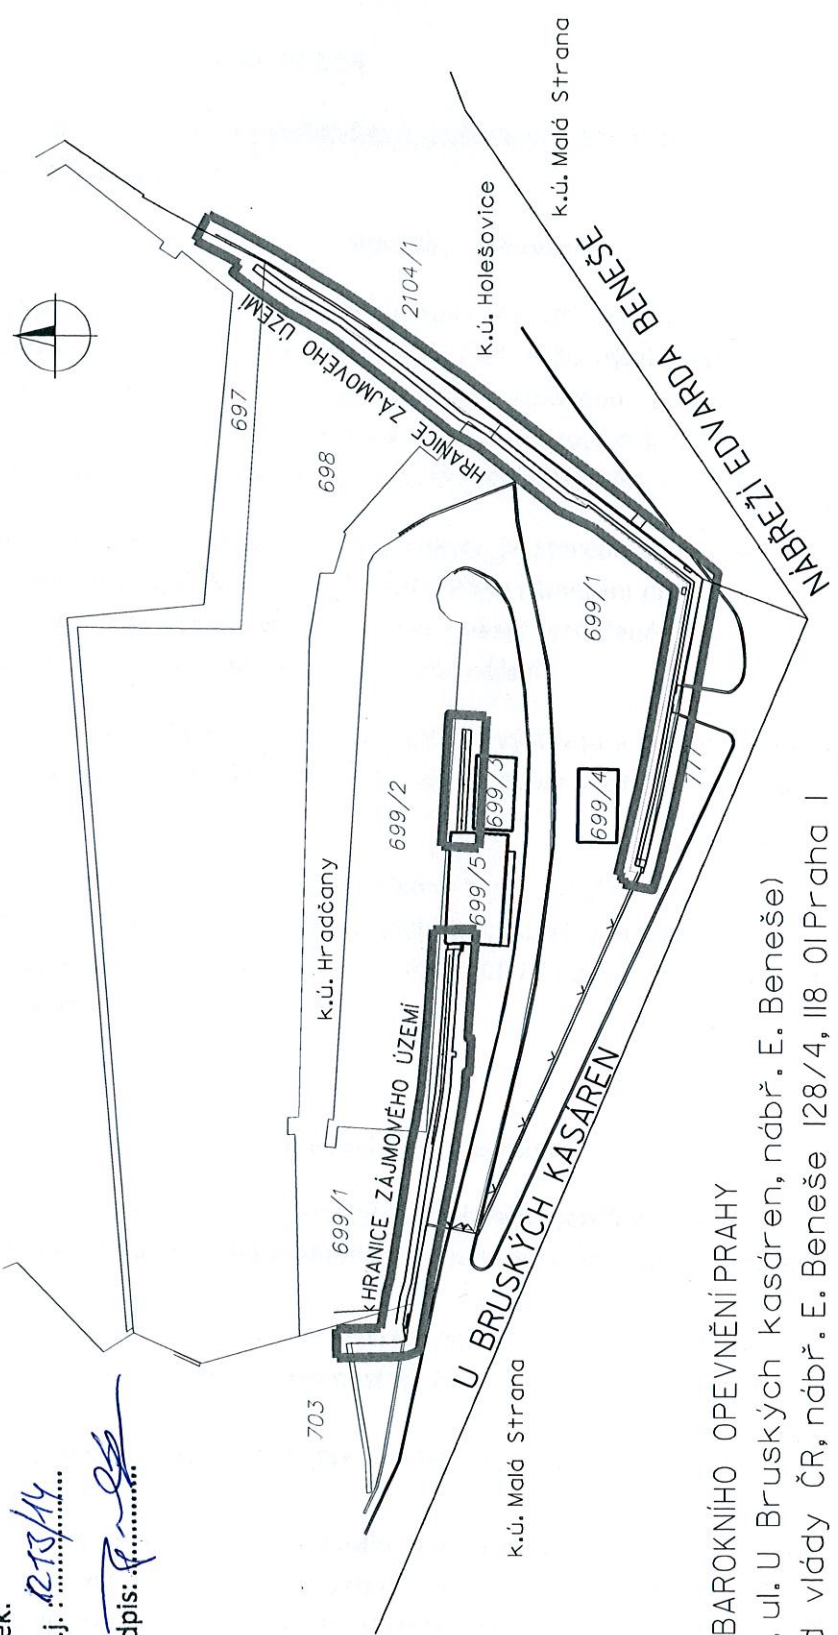 ek:
j. 1213/14
dpis:
697
698
HRANICE ZÁJMOVÉHO ÚZEMÍ
2104/1
k.ú. Holešovice
k.ú. Malá Strana
NÁBŘEŽÍ EDVARDA BENEŠE
699/1
699/2
k.ú. Hradčany
699/3
699/4
699/5
711
699/1
HRANICE ZÁJMOVÉHO ÚZEMÍ
703
U BRUSKÝCH KASÁREN
k.ú. Malá Strana
BAROKNÍHO OPEVNĚNÍ PRAHY
ul. U Bruských kasáren, nábř. E. Beneše)
d vlády ČR, nábř. E. Beneše 128/4, 118 01 Praha 1